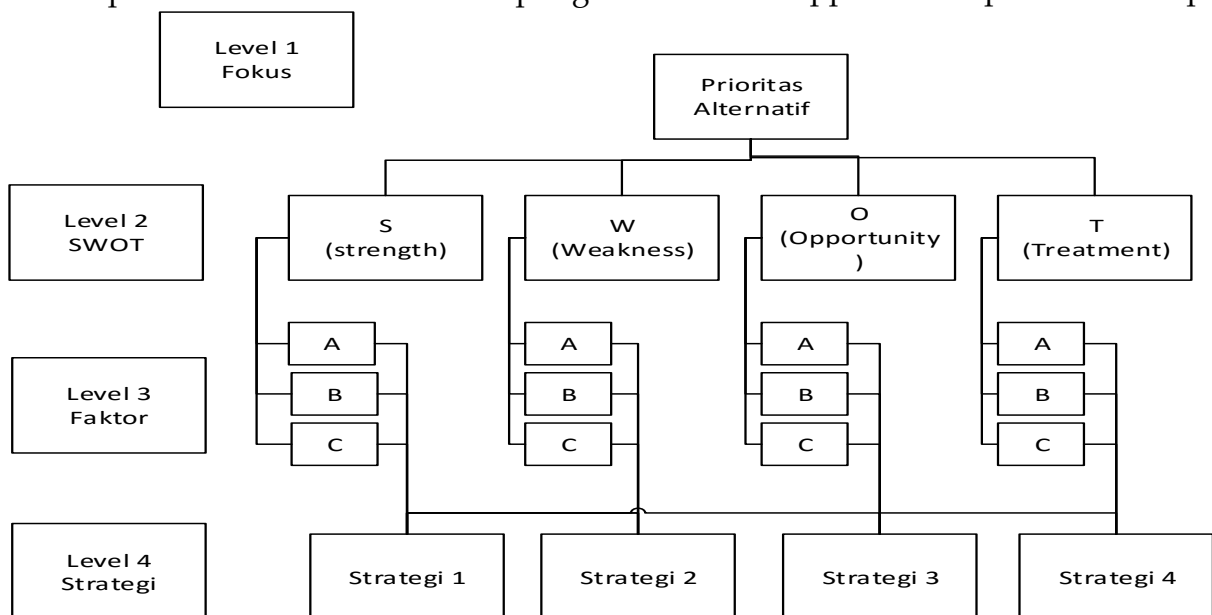 Level 1
Fokus
Prioritas
Alternatif
Level 2
SWOT
S
(strength)
W
(Weakness)
O
(Opportunity
)
T
(Treatment)
Level 3
Faktor
A
A
A
A
B
B
B
B
C
C
C
C
Level 4
Strategi
Strategi 1
Strategi 2
Strategi 3
Strategi 4